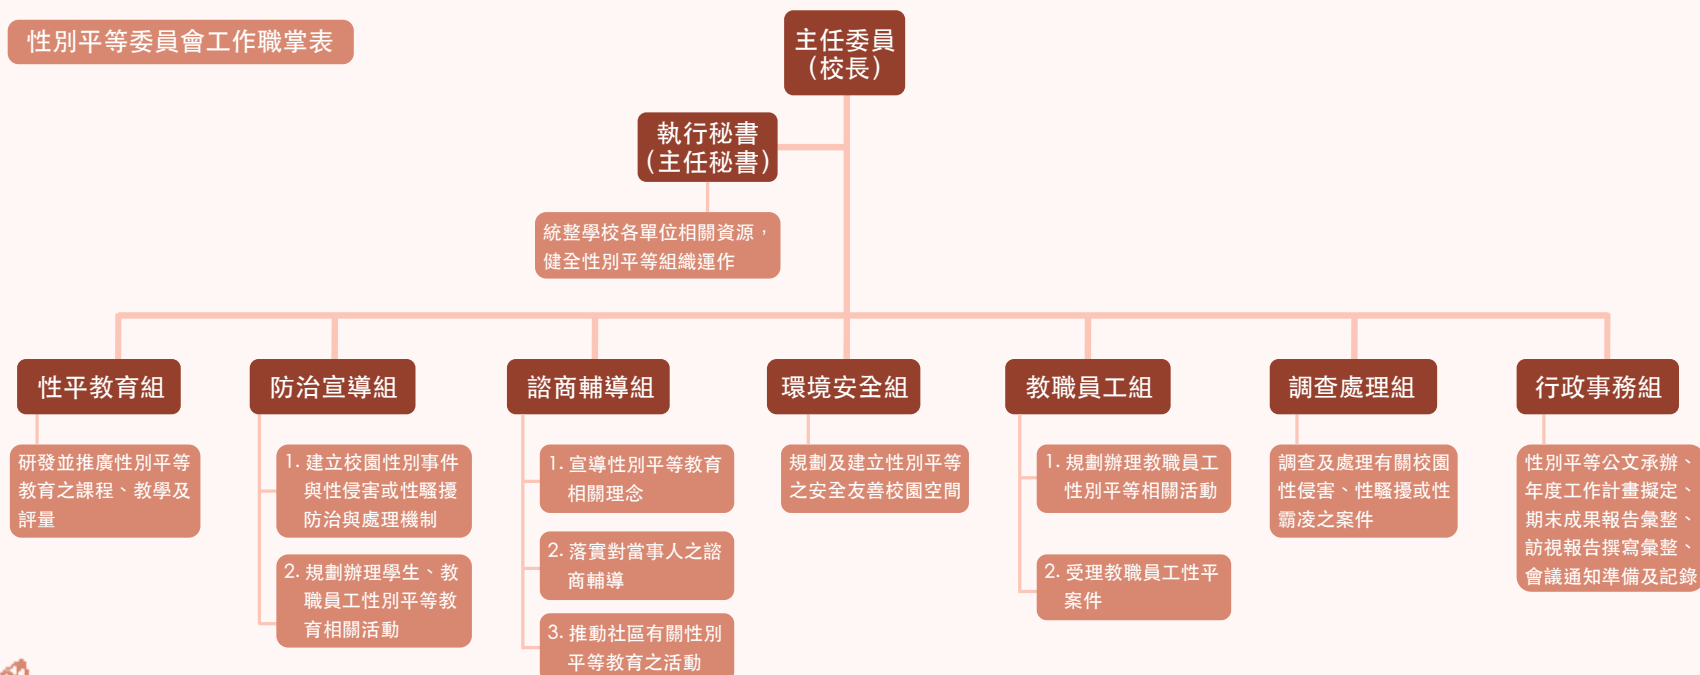 性別平等委員會工作職掌表
主任委員
(校長)
執行秘書
(主任秘書)
統整學校各單位相關資源，
健全性別平等組織運作
性平教育組
研發並推廣性別平等
教育之課程、教學及
評量
防治宣導組
1. 建立校園性別事件
與性侵害或性騷擾
防治與處理機制
2. 規劃辦理學生、教
職員工性別平等教
育相關活動
諮商輔導組
1. 宣導性別平等教育
相關理念
2. 落實對當事人之諮
商輔導
3. 推動社區有關性別
平等教育之活動
環境安全組
規劃及建立性別平等
之安全友善校園空間
教職員工組
1. 規劃辦理教職員工
性別平等相關活動
2. 受理教職員工性平
案件
調查處理組
調查及處理有關校園
性侵害、性騷擾或性
霸凌之案件
行政事務組
性別平等公文承辦、
年度工作計畫擬定、
期末成果報告彙整、
訪視報告撰寫彙整、
會議通知準備及記錄